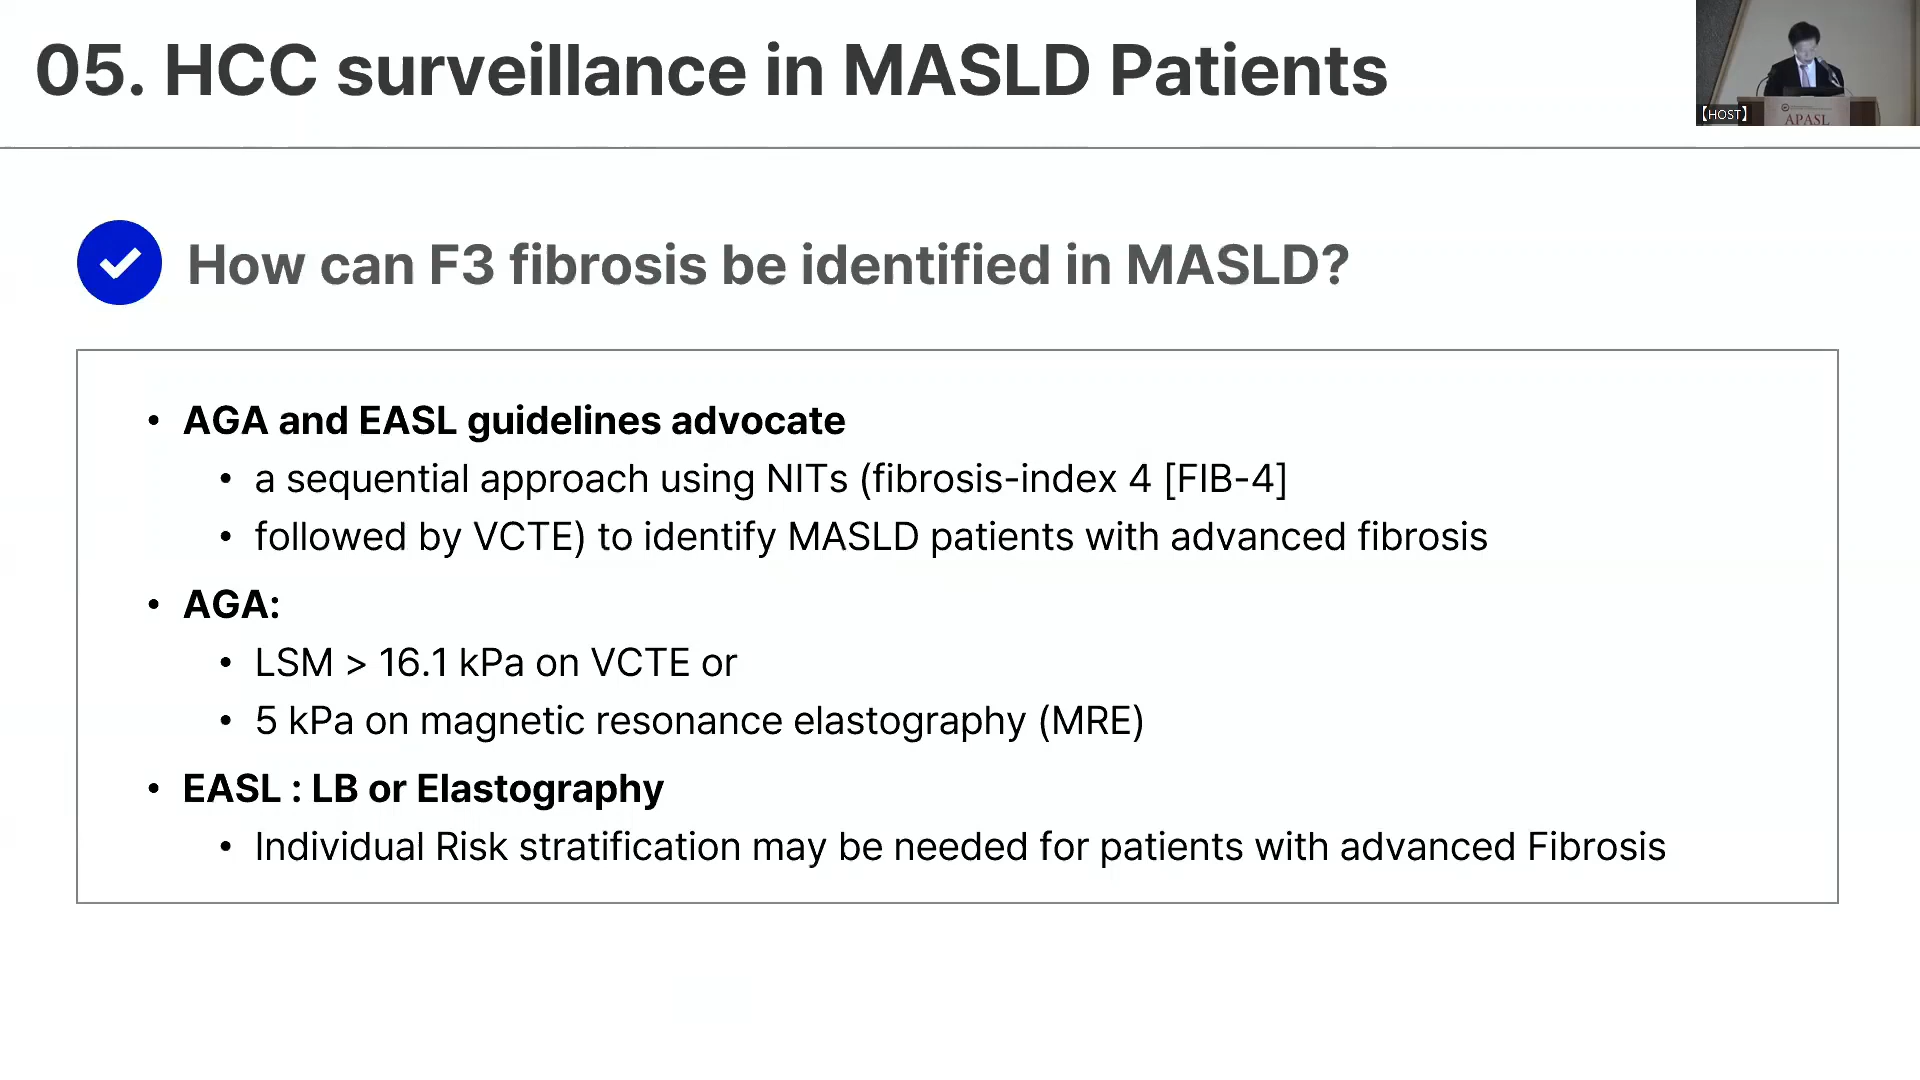 05. HCC surveillance in MASLD Patients
【HOST】
APASL
How can F3 fibrosis be identified in MASLD?
• AGA and EASL guidelines advocate
• a sequential approach using NITs (fibrosis-index 4 [FIB-4]
• followed by VCTE) to identify MASLD patients with advanced fibrosis
• AGA:
• LSM > 16.1 kPa on VCTE or
• 5 kPa on magnetic resonance elastography (MRE)
• EASL : LB or Elastography
• Individual Risk stratification may be needed for patients with advanced Fibrosis